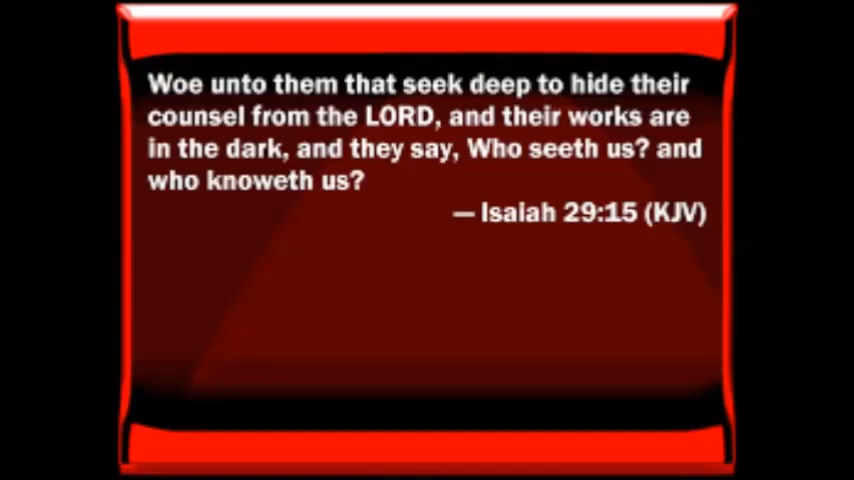 Woe unto them that seek deep to hide their
counsel from the LORD, and their works are
in the dark, and they say, Who seeth us? and
who knoweth us?
— Isaiah 29:15 (KJV)